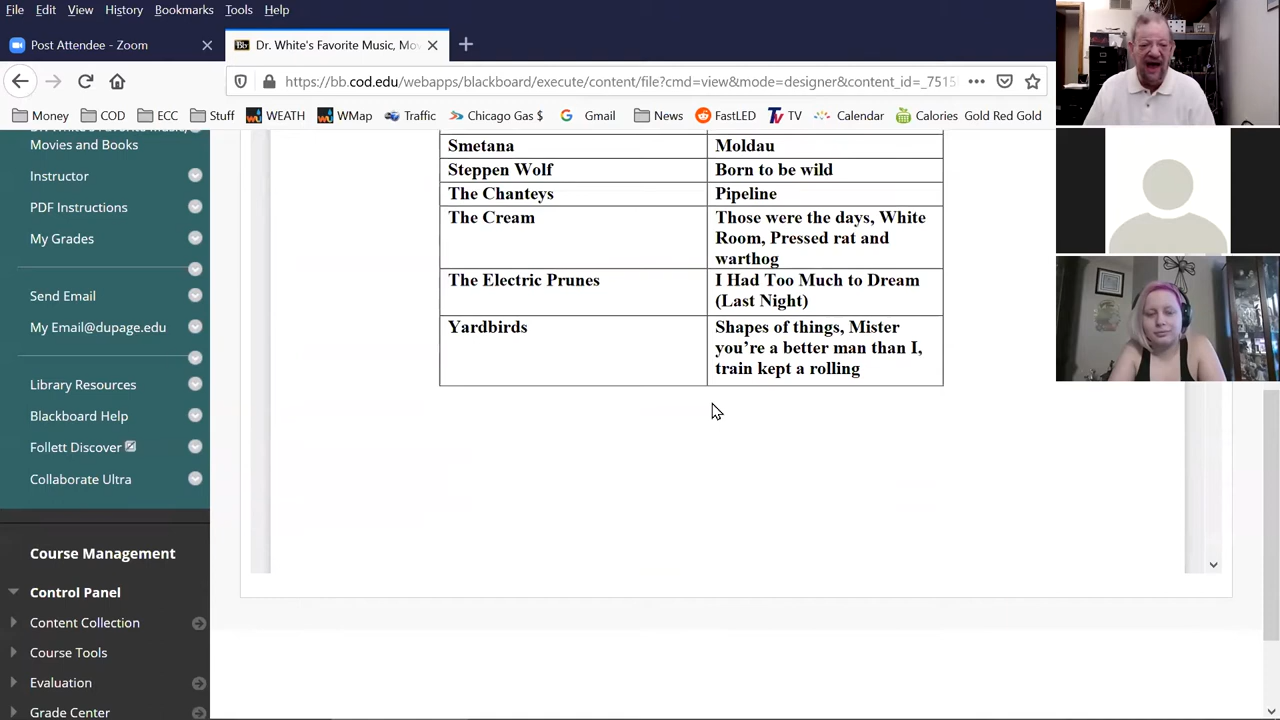 File Edit View History Bookmarks Tools Help
Post Attendee - Zoom
Dr. White's Favorite Music, Mov
https://bb.cod.edu/webapps/blackboard/execute/content/file?cmd=view&mode=designer&content_id=_7515
Money COD ECC Stuff WEATH WMap Traffic Chicago Gas $ Gmail News FastLED TV Calendar Calories Gold Red Gold
Movies and Books
Instructor
PDF Instructions
My Grades
Send Email
My Email@dupage.edu
Library Resources
Blackboard Help
Follett Discover
Collaborate Ultra
Course Management
Control Panel
Content Collection
Course Tools
Evaluation
Grade Center
Smetana Moldau
Steppen Wolf Born to be wild
The Chanteys Pipeline
The Cream Those were the days, White
Room, Pressed rat and
warthog
The Electric Prunes I Had Too Much to Dream
(Last Night)
Yardbirds Shapes of things, Mister
you’re a better man than I,
train kept a rolling